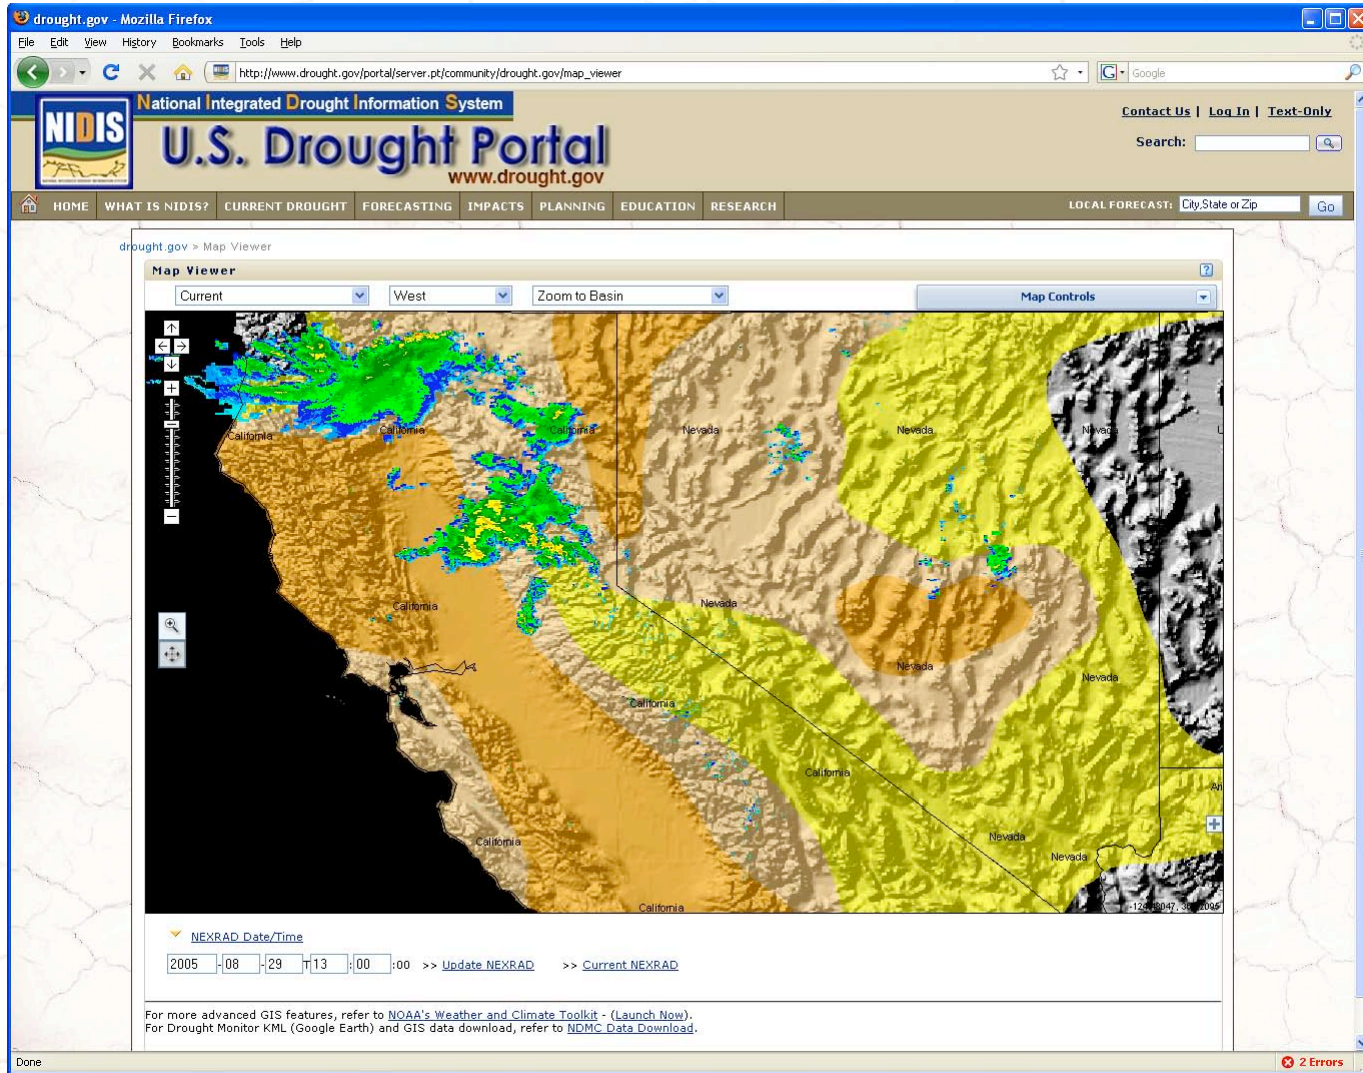 drought.gov - Mozilla Firefox
File Edit View History Bookmarks Tools Help
http://www.drought.gov/portal/server.pt/community/drought.gov/map_viewer
Google
National Integrated Drought Information System
NIDIS
U.S. Drought Portal
www.drought.gov
Contact Us | Log In | Text-Only
Search:
HOME WHAT IS NIDIS? CURRENT DROUGHT FORECASTING IMPACTS PLANNING EDUCATION RESEARCH LOCAL FORECAST: City,State or Zip Go
drought.gov » Map Viewer
Map Viewer ?
Current West Zoom to Basin Map Controls
California California California Nevada Nevada Nevada
California Nevada
Nevada
Nevada
California
California
California Nevada
Nevada
California
NEXRAD Date/Time
2005 -08 -29 T13 :00 :00 >> Update NEXRAD >> Current NEXRAD
For more advanced GIS features, refer to NOAA's Weather and Climate Toolkit - (Launch Now).
For Drought Monitor KML (Google Earth) and GIS data download, refer to NDMC Data Download.
Done 2 Errors